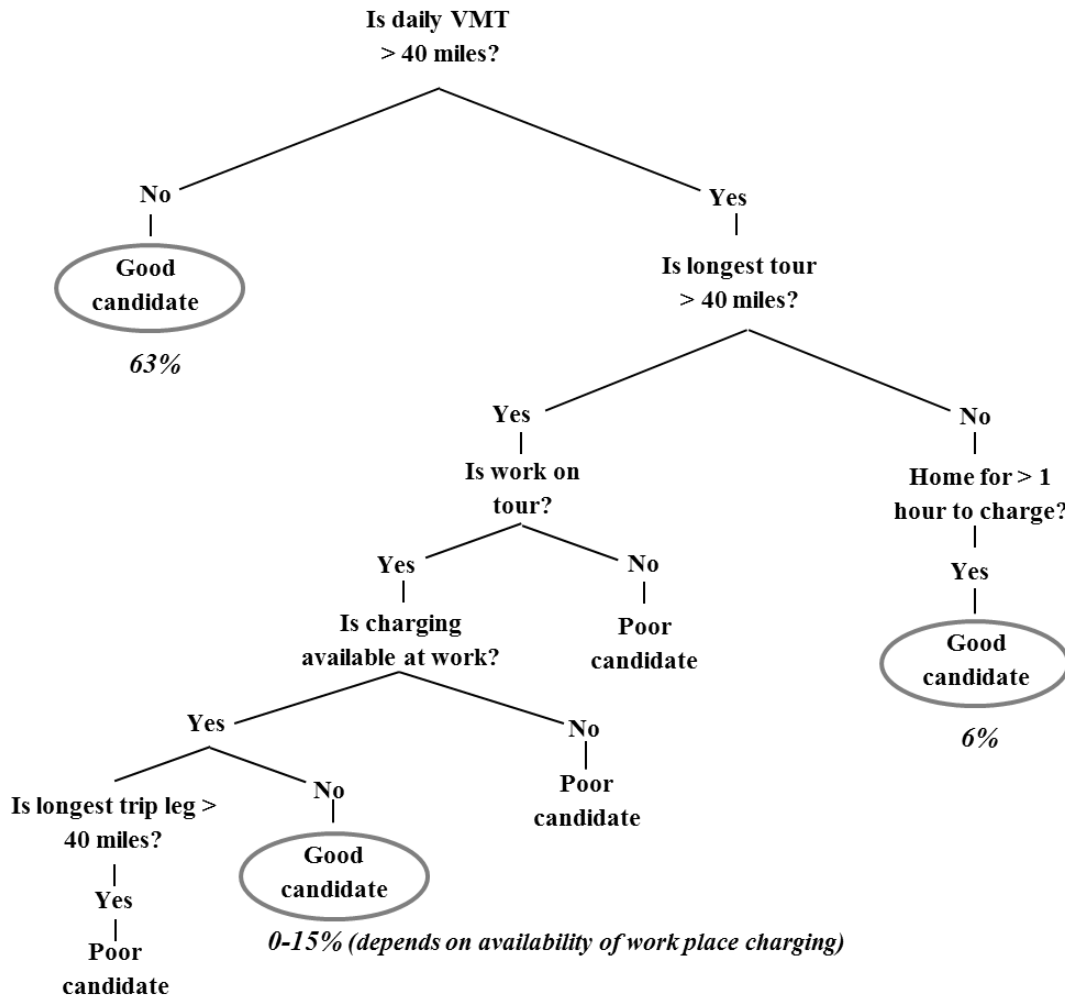 Is daily VMT
> 40 miles?
No
Yes
Good
candidate
63%
Is longest tour
> 40 miles?
Yes
No
Is work on
tour?
Home for > 1
hour to charge?
Yes
No
Yes
Is charging
available at work?
Poor
candidate
Good
candidate
6%
Yes
No
Is longest trip leg >
40 miles?
No
Poor
candidate
Yes
Good
candidate
Poor
candidate
0-15% (depends on availability of work place charging)